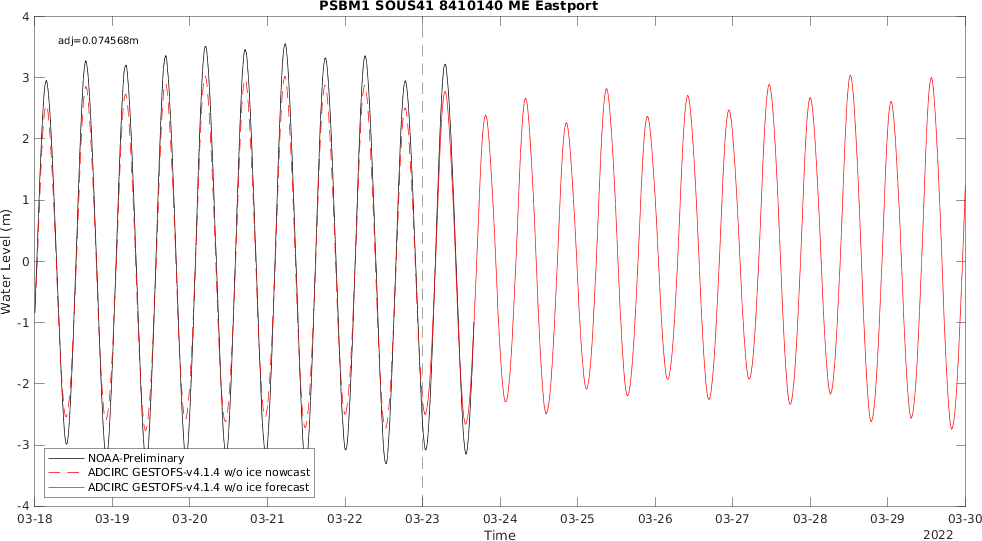 PSBM1 SOUS41 8410140 ME Eastport
adj=0.074568m
4
3
2
1
0
-1
-2
-3
-4
Water Level (m)
NOAA-Preliminary
ADCIRC GESTOFS-v4.1.4 w/o ice nowcast
ADCIRC GESTOFS-v4.1.4 w/o ice forecast
03-18 03-19 03-20 03-21 03-22 03-23 03-24 03-25 03-26 03-27 03-28 03-29 03-30
Time
2022